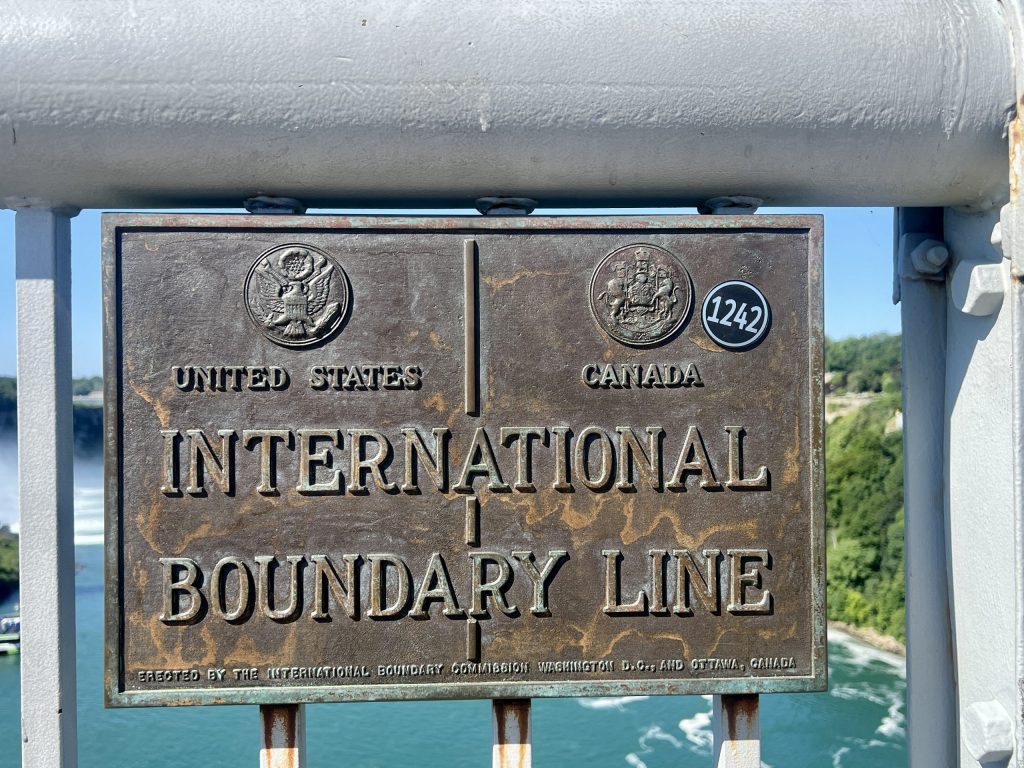 1242
UNITED STATES CANADA
INTERNATIONAL
BOUNDARY LINE
ERECTED BY THE INTERNATIONAL BOUNDARY COMMISSION WASHINGTON D.C., AND OTTAWA, CANADA